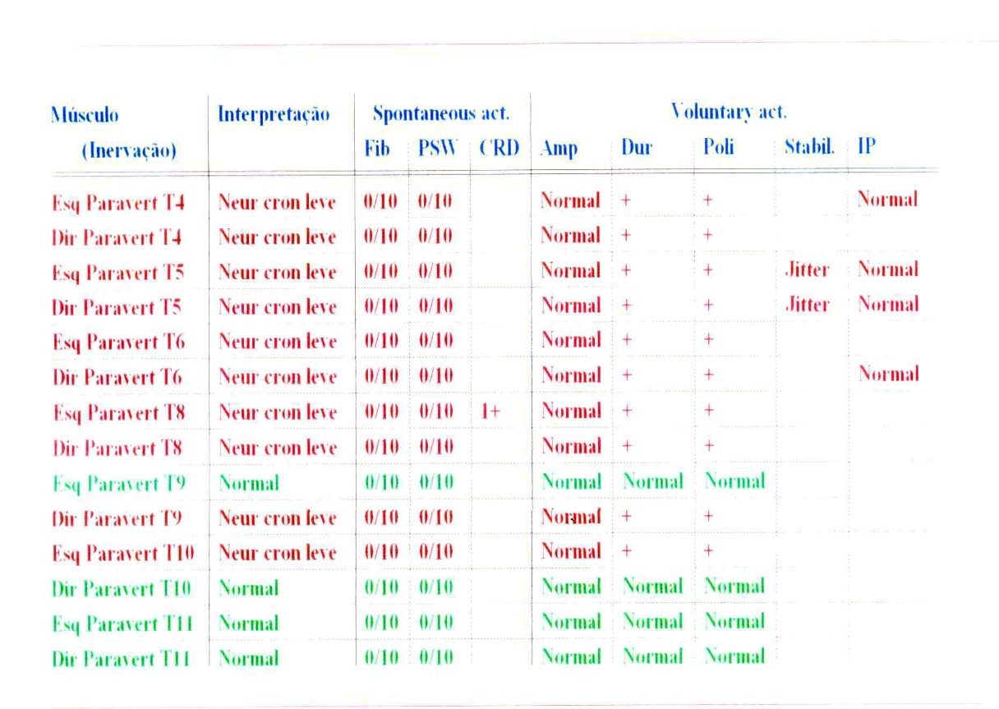 Músculo Interpretação Spontaneous act. Voluntary act.
(Inervação) Fib PSW CRD Amp Dur Poli Stabil. IP
Esq Paravert T4 Neur cron leve 0/10 0/10 Normal + + Normal
Dir Paravert T4 Neur cron leve 0/10 0/10 Normal + +
Esq Paravert T5 Neur cron leve 0/10 0/10 Normal + + Jitter Normal
Dir Paravert T5 Neur cron leve 0/10 0/10 Normal + + Jitter Normal
Esq Paravert T6 Neur cron leve 0/10 0/10 Normal + +
Dir Paravert T6 Neur cron leve 0/10 0/10 Normal + + Normal
Esq Paravert T8 Neur cron leve 0/10 0/10 1+ Normal + +
Dir Paravert T8 Neur cron leve 0/10 0/10 Normal + +
Esq Paravert T9 Normal 0/10 0/10 Normal Normal Normal
Dir Paravert T9 Neur cron leve 0/10 0/10 Normal + +
Esq Paravert T10 Neur cron leve 0/10 0/10 Normal + +
Dir Paravert T10 Normal 0/10 0/10 Normal Normal Normal
Esq Paravert T11 Normal 0/10 0/10 Normal Normal Normal
Dir Paravert T11 Normal 0/10 0/10 Normal Normal Normal